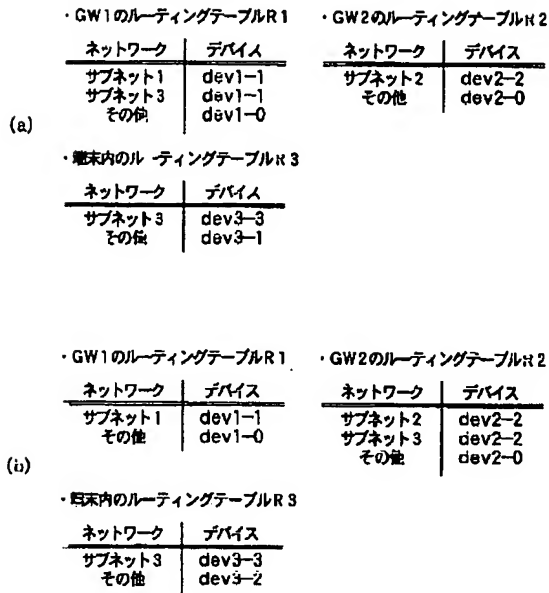 (a)
・GW1のルーティングテーブルR1
ネットワーク デバイス
サブネット1 dev1-1
サブネット3 dev1-1
その他 dev1-0
・GW2のルーティングテーブルR2
ネットワーク デバイス
サブネット2 dev2-2
その他 dev2-0
・端末内のルーティングテーブルR3
ネットワーク デバイス
サブネット3 dev3-3
その他 dev3-1
(b)
・GW1のルーティングテーブルR1
ネットワーク デバイス
サブネット1 dev1-1
その他 dev1-0
・GW2のルーティングテーブルR2
ネットワーク デバイス
サブネット2 dev2-2
サブネット3 dev2-2
その他 dev2-0
・端末内のルーティングテーブルR3
ネットワーク デバイス
サブネット3 dev3-3
その他 dev3-2